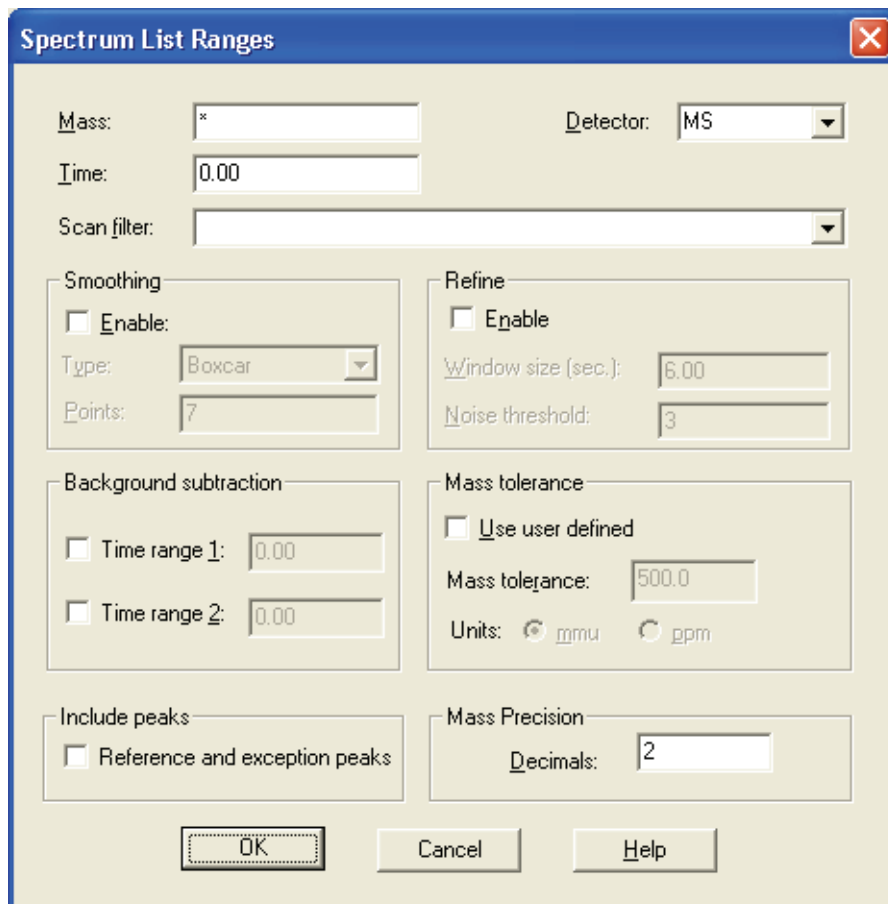 Spectrum List Ranges
Mass: * Detector: MS
Time: 0.00
Scan filter:
Smoothing
Enable:
Type: Boxcar
Points: 7
Refine
Enable
Window size (sec.): 6.00
Noise threshold: 3
Background subtraction
Time range 1: 0.00
Time range 2: 0.00
Mass tolerance
Use user defined
Mass tolerance: 500.0
Units: mmu ppm
Include peaks
Reference and exception peaks
Mass Precision
Decimals: 2
OK Cancel Help